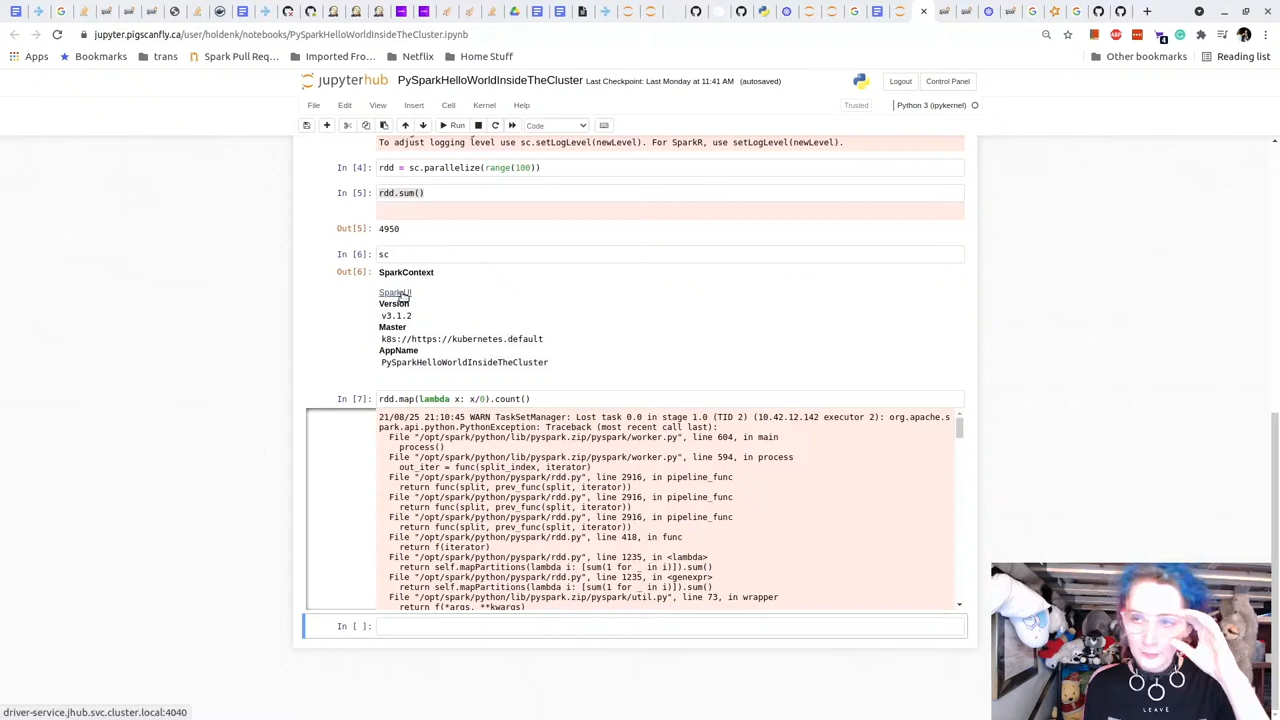 jupyter.pigscanfly.ca/user/holdenk/notebooks/PySparkHelloWorldInsideTheCluster.ipynb
Apps Bookmarks trans Spark Pull Req... Imported Fro... Netflix Home Stuff Other bookmarks Reading list
jupyterhub PySparkHelloWorldInsideTheCluster Last Checkpoint: Last Monday at 11:41 AM (autosaved) Logout Control Panel
File Edit View Insert Cell Kernel Help Trusted Python 3 (ipykernel)
Run Code
To adjust logging level use sc.setLogLevel(newLevel). For SparkR, use setLogLevel(newLevel).
In [4]: rdd = sc.parallelize(range(100))
In [5]: rdd.sum()
Out[5]: 4950
In [6]: sc
Out[6]: SparkContext
Spark UI
Version
v3.1.2
Master
k8s://https://kubernetes.default
AppName
PySparkHelloWorldInsideTheCluster
In [7]: rdd.map(lambda x: x/0).count()
21/08/25 21:10:45 WARN TaskSetManager: Lost task 0.0 in stage 1.0 (TID 2) (10.42.12.142 executor 2): org.apache.s
park.api.python.PythonException: Traceback (most recent call last):
File "/opt/spark/python/lib/pyspark.zip/pyspark/worker.py", line 604, in main
process()
File "/opt/spark/python/lib/pyspark.zip/pyspark/worker.py", line 594, in process
out_iter = func(split_index, iterator)
File "/opt/spark/python/pyspark/rdd.py", line 2916, in pipeline_func
return func(split, prev_func(split, iterator))
File "/opt/spark/python/pyspark/rdd.py", line 2916, in pipeline_func
return func(split, prev_func(split, iterator))
File "/opt/spark/python/pyspark/rdd.py", line 2916, in pipeline_func
return func(split, prev_func(split, iterator))
File "/opt/spark/python/pyspark/rdd.py", line 418, in func
return f(iterator)
File "/opt/spark/python/pyspark/rdd.py", line 1235, in <lambda>
return self.mapPartitions(lambda i: [sum(1 for _ in i)]).sum()
File "/opt/spark/python/pyspark/rdd.py", line 1235, in <genexpr>
return self.mapPartitions(lambda i: [sum(1 for _ in i)]).sum()
File "/opt/spark/python/lib/pyspark.zip/pyspark/util.py", line 73, in wrapper
return f(*args, **kwargs)
In [ ]:
LEAVE
driver-service.jhub.svc.cluster.local:4040